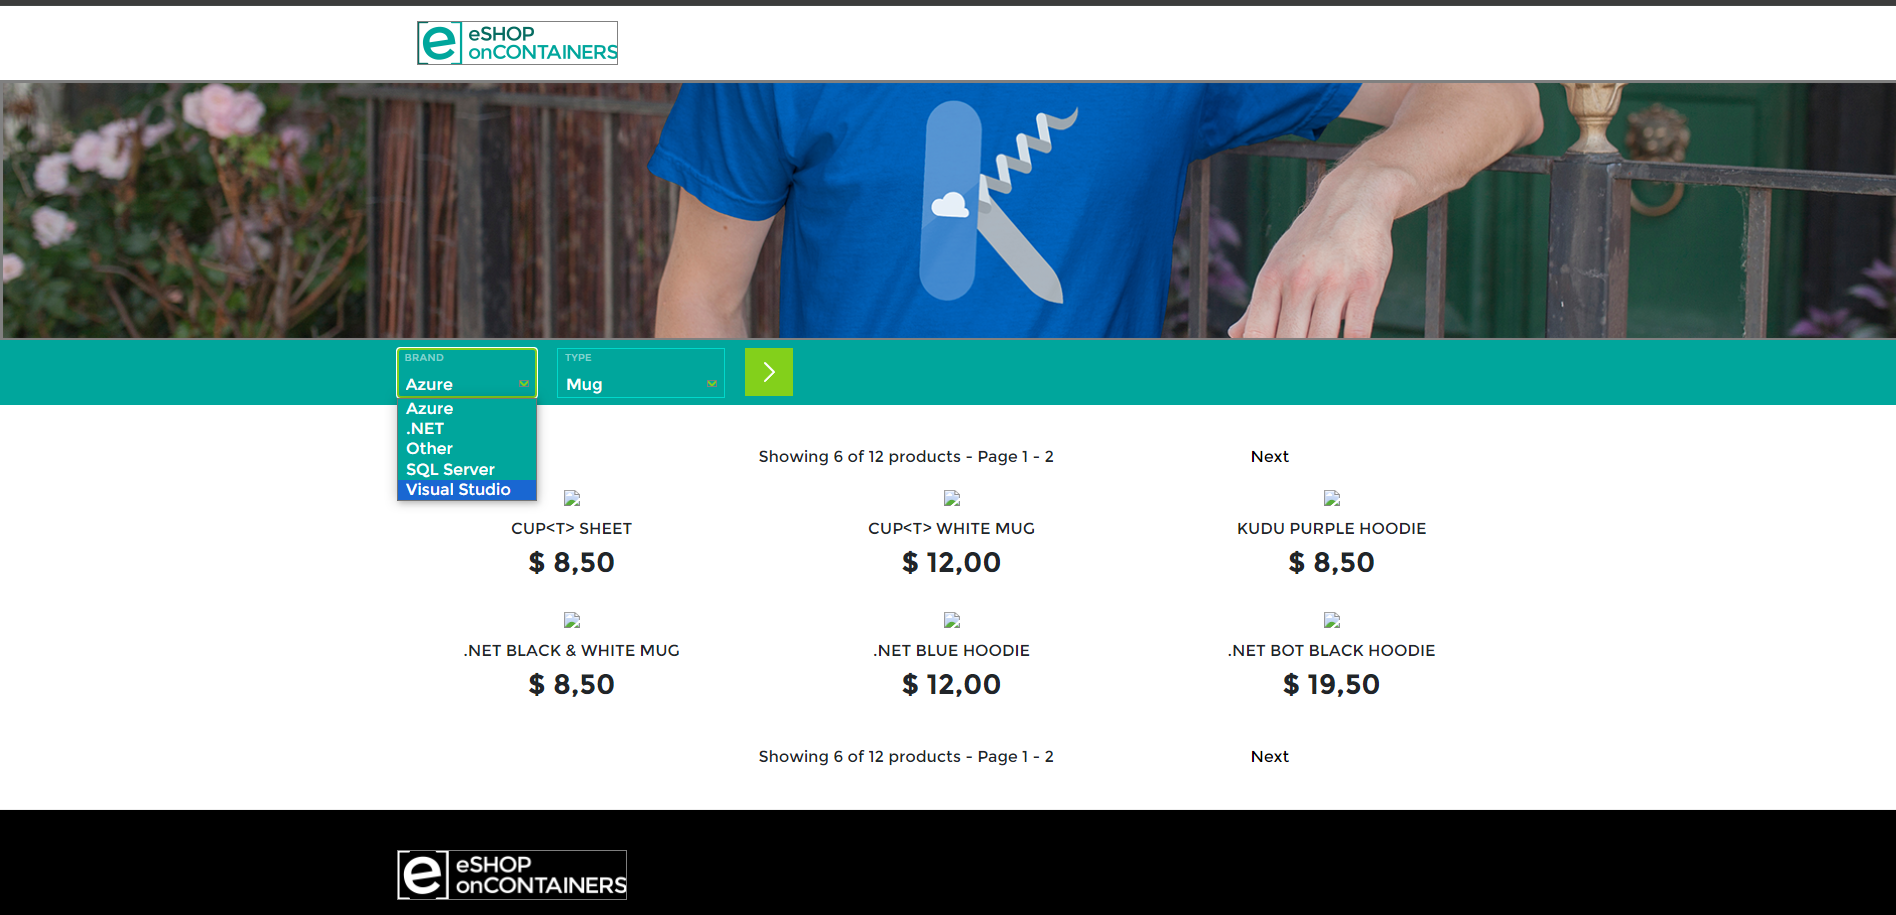 eSHOP
onCONTAINERS
BRAND
Azure
TYPE
Mug
Azure
.NET
Other
SQL Server
Visual Studio
Showing 6 of 12 products - Page 1 - 2
Next
CUP<T> SHEET
$ 8,50
CUP<T> WHITE MUG
$ 12,00
KUDU PURPLE HOODIE
$ 8,50
.NET BLACK & WHITE MUG
$ 8,50
.NET BLUE HOODIE
$ 12,00
.NET BOT BLACK HOODIE
$ 19,50
Showing 6 of 12 products - Page 1 - 2
Next
eSHOP
onCONTAINERS